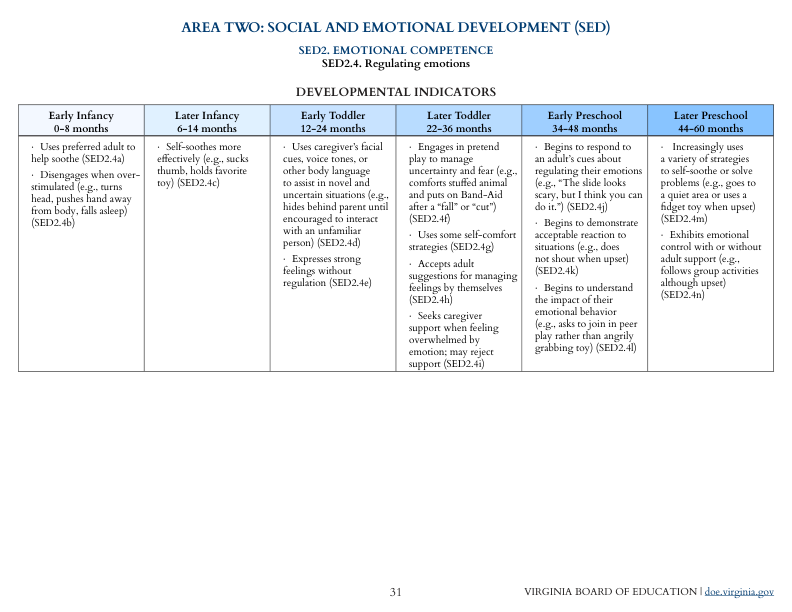 AREA TWO: SOCIAL AND EMOTIONAL DEVELOPMENT (SED)
SED2. EMOTIONAL COMPETENCE
SED2.4. Regulating emotions
DEVELOPMENTAL INDICATORS
Early Infancy
0–8 months
· Uses preferred adult to
help soothe (SED2.4a)
· Disengages when over-
stimulated (e.g., turns
head, pushes hand away
from body, falls asleep)
(SED2.4b)
Later Infancy
6–14 months
· Self-soothes more
effectively (e.g., sucks
thumb, holds favorite
toy) (SED2.4c)
Early Toddler
12–24 months
· Uses caregiver’s facial
cues, voice tones, or
other body language
to assist in novel and
uncertain situations (e.g.,
hides behind parent until
encouraged to interact
with an unfamiliar
person) (SED2.4d)
· Expresses strong
feelings without
regulation (SED2.4e)
Later Toddler
22–36 months
· Engages in pretend
play to manage
uncertainty and fear (e.g.,
comforts stuffed animal
and puts on Band-Aid
after a “fall” or “cut”)
(SED2.4f)
· Uses some self-comfort
strategies (SED2.4g)
· Accepts adult
suggestions for managing
feelings by themselves
(SED2.4h)
· Seeks caregiver
support when feeling
overwhelmed by
emotion; may reject
support (SED2.4i)
Early Preschool
34–48 months
· Begins to respond to
an adult’s cues about
regulating their emotions
(e.g., “The slide looks
scary, but I think you can
do it.”) (SED2.4j)
· Begins to demonstrate
acceptable reaction to
situations (e.g., does
not shout when upset)
(SED2.4k)
· Begins to understand
the impact of their
emotional behavior
(e.g., asks to join in peer
play rather than angrily
grabbing toy) (SED2.4l)
Later Preschool
44–60 months
· Increasingly uses
a variety of strategies
to self-soothe or solve
problems (e.g., goes to
a quiet area or uses a
fidget toy when upset)
(SED2.4m)
· Exhibits emotional
control with or without
adult support (e.g.,
follows group activities
although upset)
(SED2.4n)
31
VIRGINIA BOARD OF EDUCATION | doe.virginia.gov